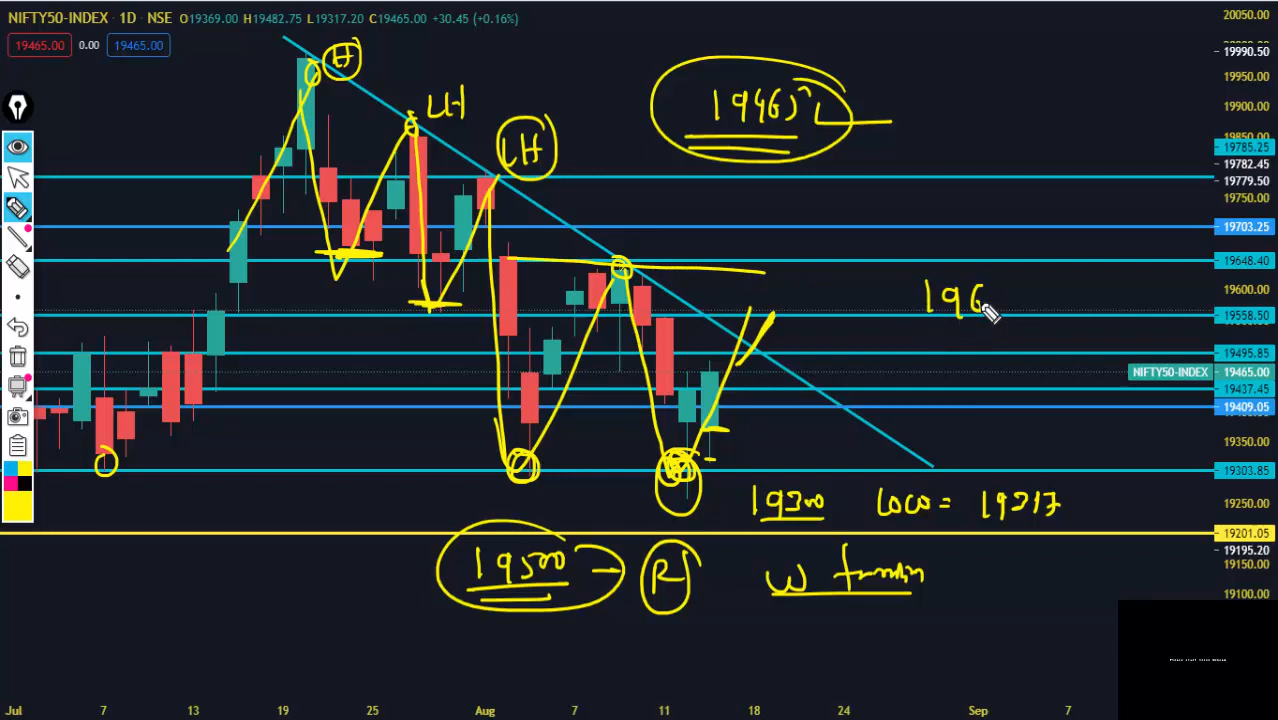 NIFTY50-INDEX · 1D · NSE O19369.00 H19482.75 L19317.20 C19465.00 +30.45 (+0.16%)
19465.00 0.00 19465.00
H
LH
LH
19465
196
19300 LOW = 19317
19500 → R
W
20050.00
19990.50
19950.00
19900.00
19850.00
19785.25
19782.45
19779.50
19750.00
19703.25
19648.40
19600.00
19558.50
19495.85
NIFTY50-INDEX 19465.00
19437.45
19409.05
19350.00
19303.85
19250.00
19201.05
19195.20
19150.00
19100.00
Jul 7 13 19 25 Aug 7 11 18 24 Sep 7